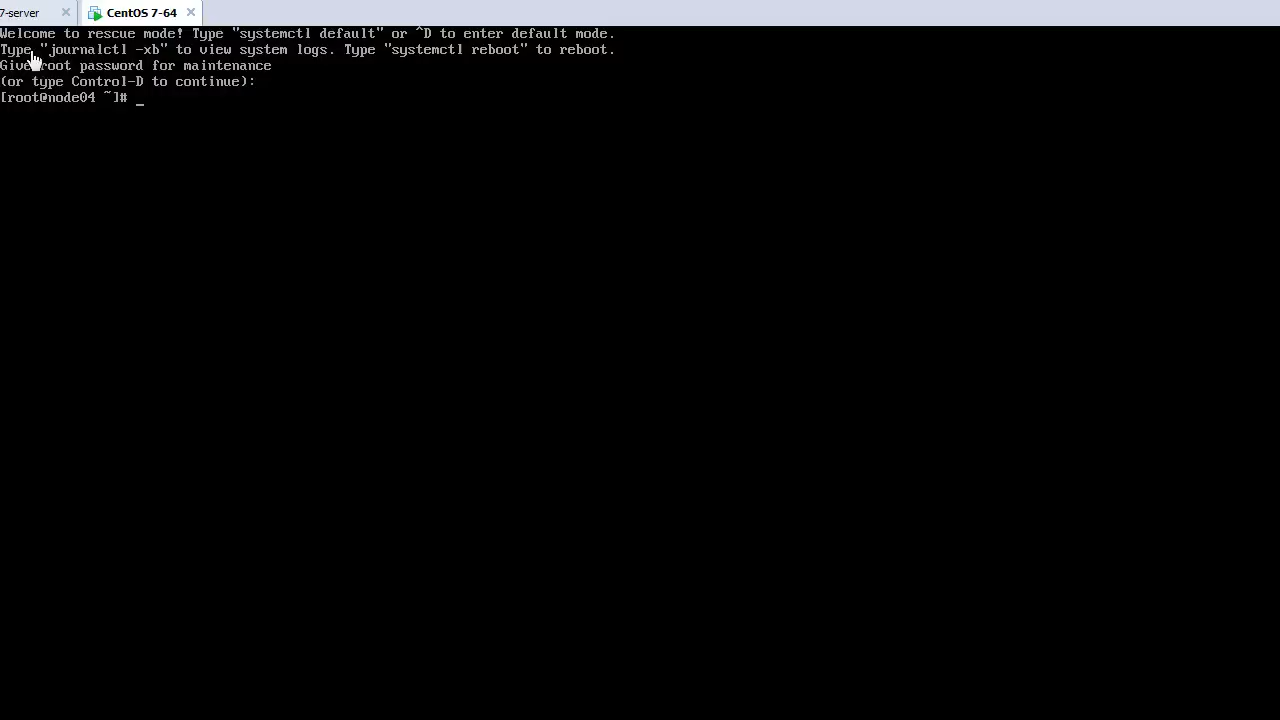 7-server
CentOS 7-64
Welcome to rescue mode! Type "systemctl default" or ^D to enter default mode.
Type "journalctl -xb" to view system logs. Type "systemctl reboot" to reboot.
Give root password for maintenance
(or type Control-D to continue):
[root@node04 ~]# _